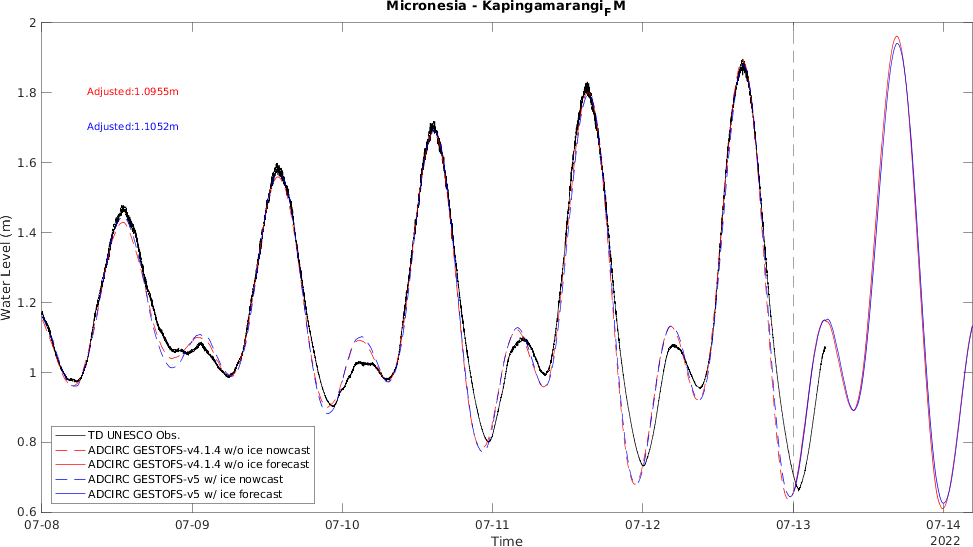 Micronesia - Kapingamarangi_FM
2
1.8
1.6
1.4
1.2
1
0.8
0.6
Water Level (m)
Adjusted:1.0955m
Adjusted:1.1052m
TD UNESCO Obs.
ADCIRC GESTOFS-v4.1.4 w/o ice nowcast
ADCIRC GESTOFS-v4.1.4 w/o ice forecast
ADCIRC GESTOFS-v5 w/ ice nowcast
ADCIRC GESTOFS-v5 w/ ice forecast
07-08 07-09 07-10 07-11 07-12 07-13 07-14
Time
2022